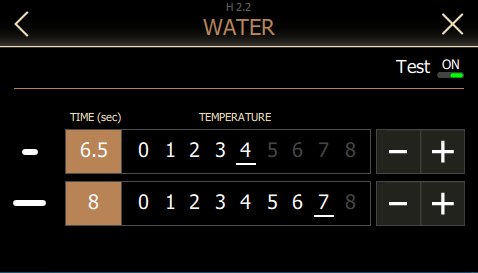 H 2.2
WATER
Test ON
TIME (sec) TEMPERATURE
6.5 0 1 2 3 4 5 6 7 8 − +
8 0 1 2 3 4 5 6 7 8 − +